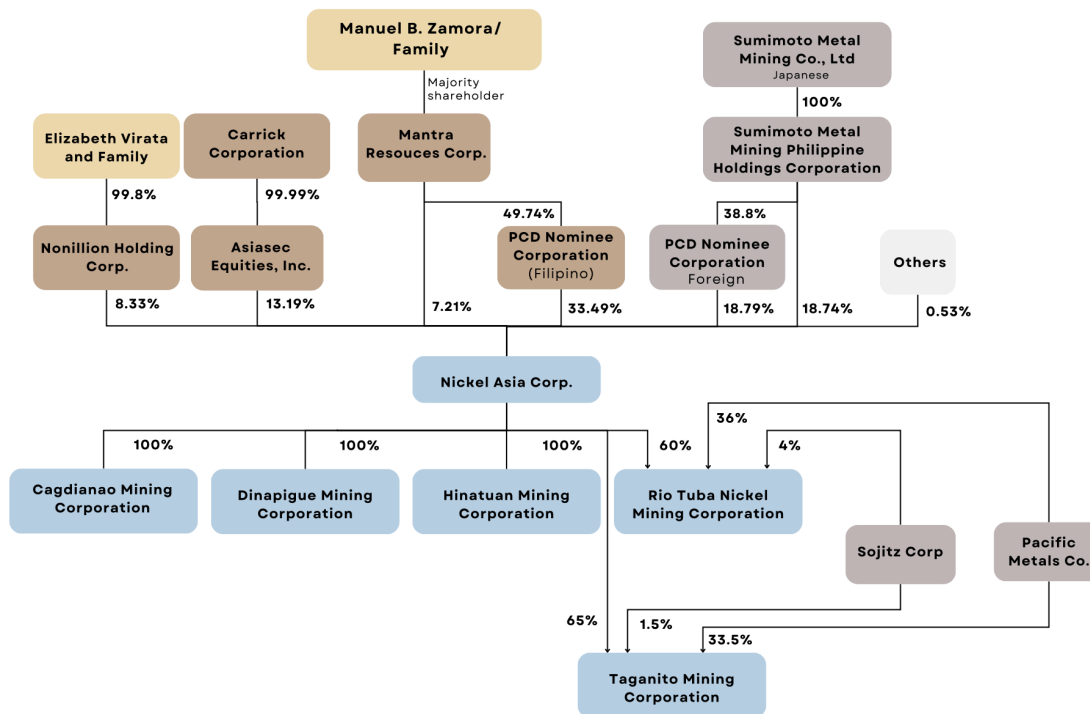 Manuel B. Zamora/
Family
Sumimoto Metal
Mining Co., Ltd
Japanese
Majority
shareholder
100%
Elizabeth Virata
and Family
Carrick
Corporation
Mantra
Resouces Corp.
Sumimoto Metal
Mining Philippine
Holdings Corporation
99.8%
99.99%
49.74%
38.8%
Nonillion Holding
Corp.
Asiasec
Equities, Inc.
PCD Nominee
Corporation
(Filipino)
PCD Nominee
Corporation
Foreign
Others
8.33%
13.19%
7.21%
33.49%
18.79%
18.74%
0.53%
Nickel Asia Corp.
36%
100%
100%
100%
60%
4%
Cagdianao Mining
Corporation
Dinapigue Mining
Corporation
Hinatuan Mining
Corporation
Rio Tuba Nickel
Mining Corporation
Sojitz Corp
Pacific
Metals Co.
65%
1.5%
33.5%
Taganito Mining
Corporation